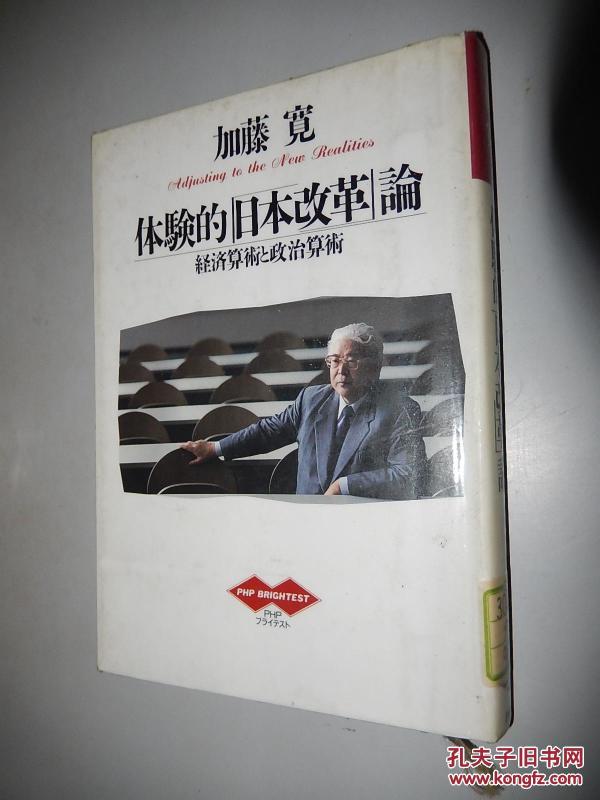 加藤 寛
Adjusting to the New Realities
体験的日本改革論
経済算術と政治算術
PHP BRIGHTEST
PHP
ブライテスト
3
孔夫子旧书网
www.kongfz.com